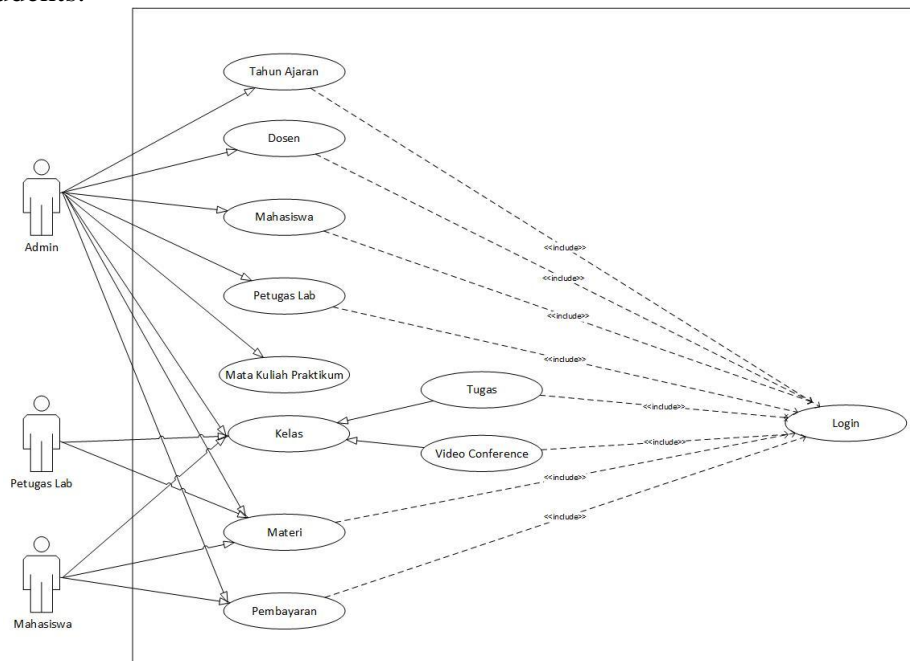 Tahun Ajaran
Dosen
Admin
Mahasiswa
<<include>>
<<include>>
<<include>>
Petugas Lab
<<include>>
Mata Kuliah Praktikum
Tugas
<<include>>
Kelas
Login
Petugas Lab
Video Conference
<<include>>
<<include>>
Materi
<<include>>
Mahasiswa
Pembayaran